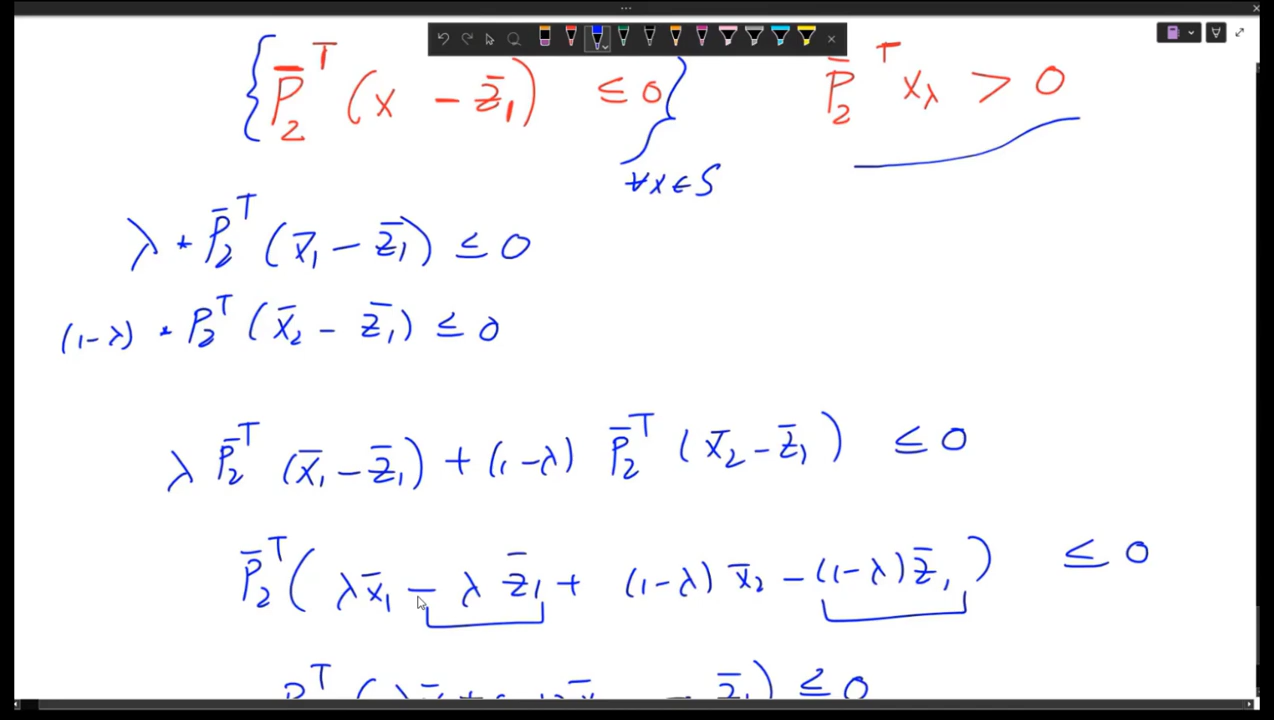 {P̄₂ᵀ (x - z̄₁) ≤ 0} P̄₂ᵀ x_λ > 0
∀x∈S
λ * P̄₂ᵀ (x̄₁ - z̄₁) ≤ 0
(1-λ) * P₂ᵀ (x̄₂ - z̄₁) ≤ 0
λ P̄₂ᵀ (x̄₁ - z̄₁) + (1-λ) P̄₂ᵀ (x̄₂ - z̄₁) ≤ 0
P̄₂ᵀ (λx̄₁ - λ z̄₁ + (1-λ) x̄₂ - (1-λ) z̄₁) ≤ 0